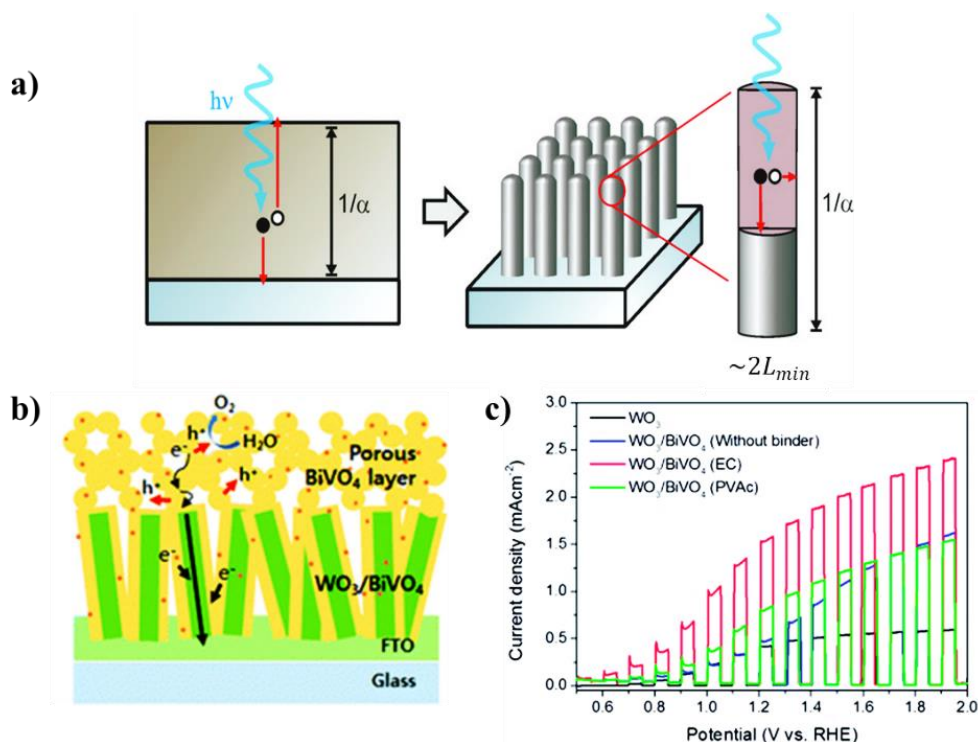 a)
hν
1/α
1/α
~2L_min
b)
O₂
h⁺
e⁻
H₂O
Porous
BiVO₄ layer
h⁺
h⁺
e⁻
e⁻
WO₃/BiVO₄
FTO
Glass
c)
3.0
2.5
2.0
1.5
1.0
0.5
0.0
Current density (mAcm⁻²)
WO₃
WO₃/BiVO₄ (Without binder)
WO₃/BiVO₄ (EC)
WO₃/BiVO₄ (PVAc)
0.6 0.8 1.0 1.2 1.4 1.6 1.8 2.0
Potential (V vs. RHE)